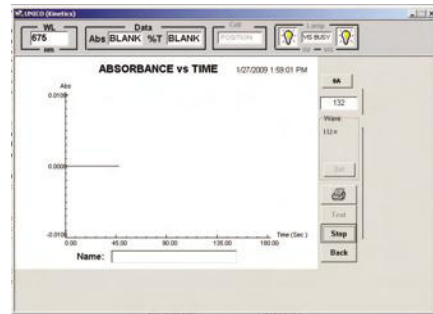 UNICO (Kinetics)
WL
675
nm
Data
Abs BLANK %T BLANK
Cell
POSITION
Lamp
VIS BUSY
ABSORBANCE vs TIME
1/27/2009 1:59:01 PM
Abs
0.0100
0.0000
-0.0100
0.00 45.00 90.00 135.00 180.00
Time (Sec.)
Name:
132
Wave
Test
Stop
Back